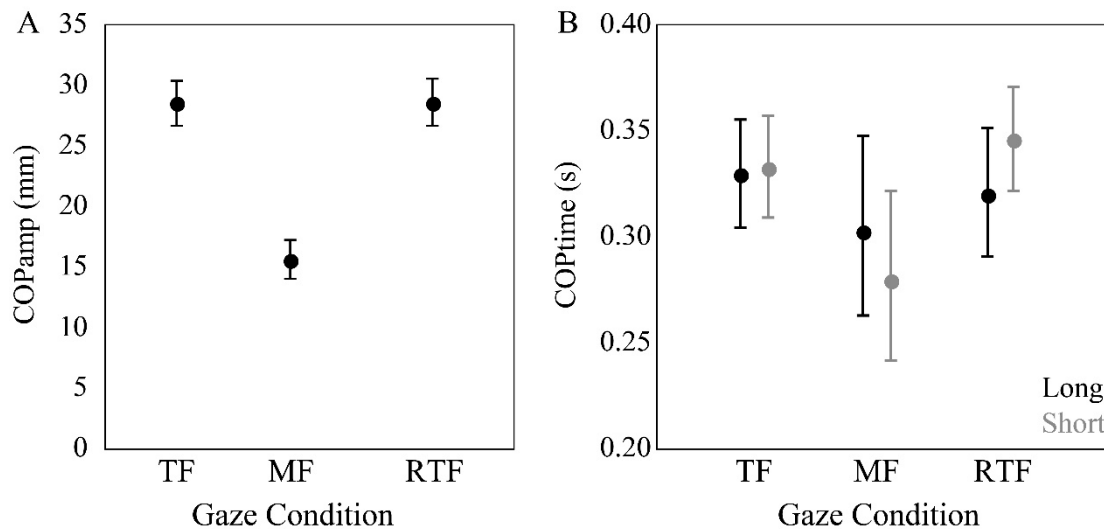 A
COPamp (mm)
35
30
25
20
15
10
5
0
TF MF RTF
Gaze Condition
B
COPtime (s)
0.40
0.35
0.30
0.25
0.20
Long
Short
TF MF RTF
Gaze Condition